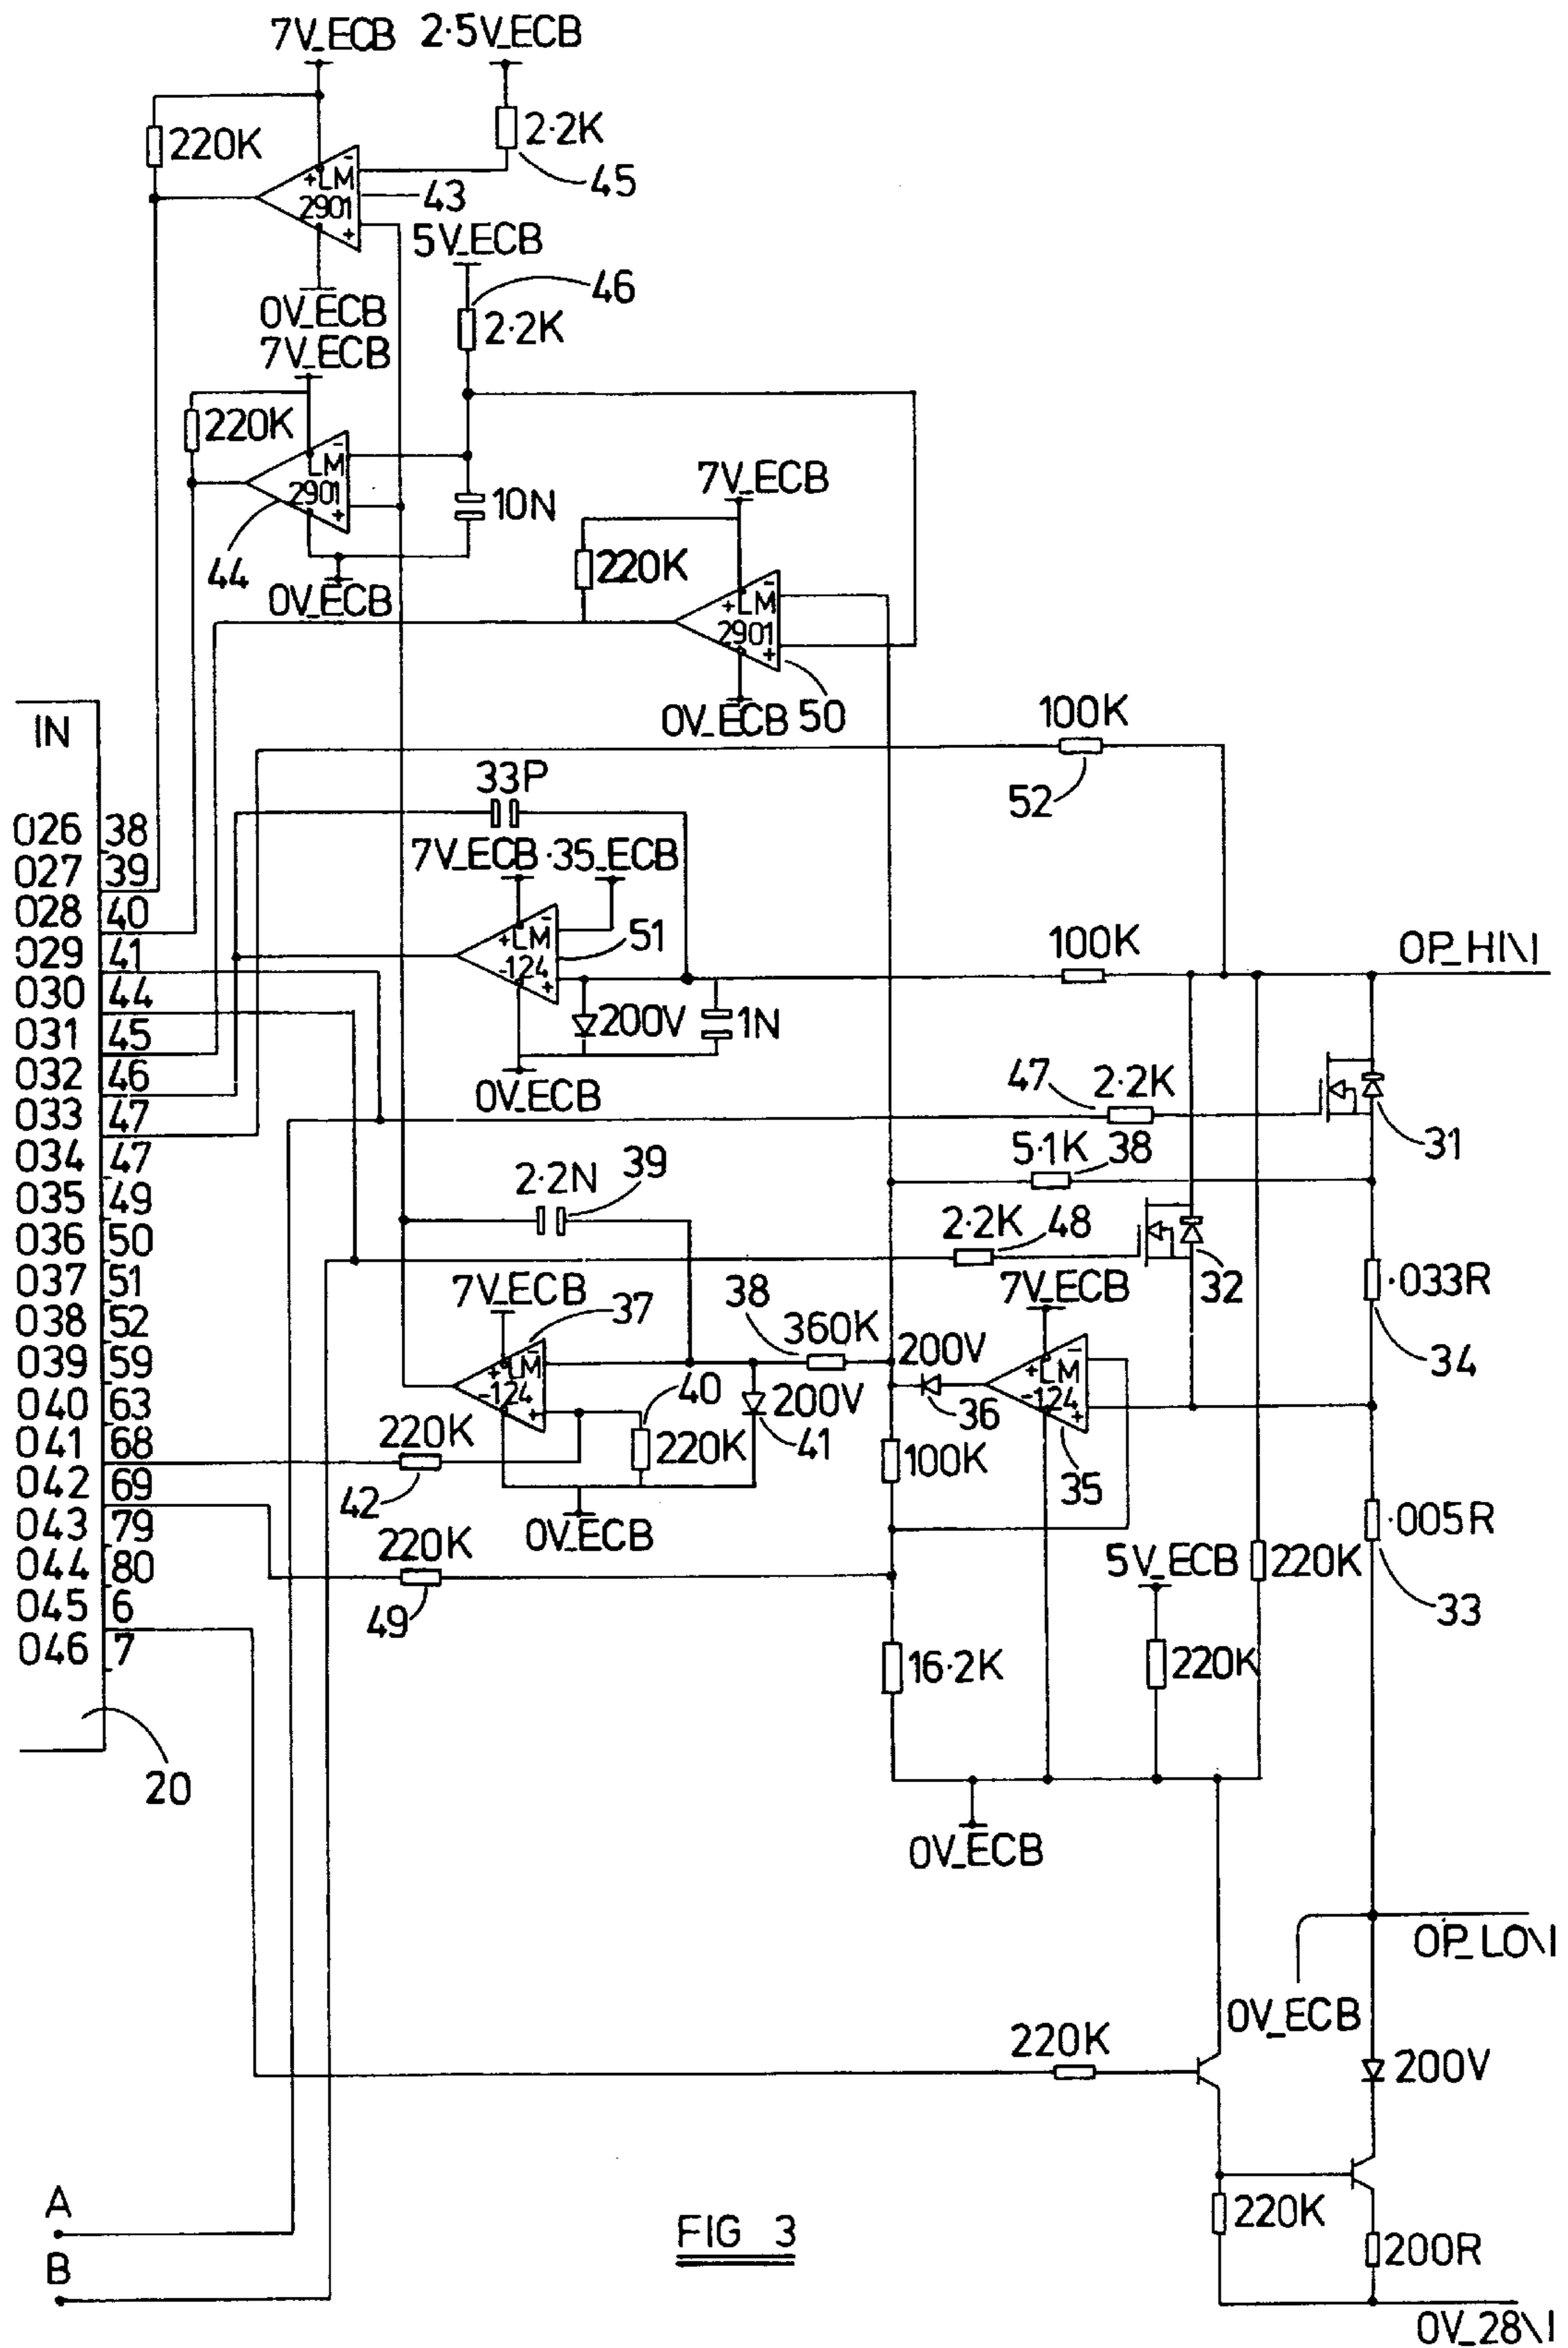 7V_ECB 2·5V_ECB
220K
2·2K
45
+LM
2901
-
+
43
5V_ECB
46
0V_ECB
2·2K
7V_ECB
220K
LM
2901
-
+
10N
44
0V_ECB
7V_ECB
220K
+LM
2901
-
+
0V_ECB 50
100K
52
IN
33P
7V_ECB ·35_ECB
+LM
-124
-
+
51
200V
1N
0V_ECB
100K
OP_HI\I
026 38
027 39
028 40
029 41
030 44
031 45
032 46
033 47
034 47
035 49
036 50
037 51
038 52
039 59
040 63
041 68
042 69
043 79
044 80
045 6
046 7
20
47
2·2K
31
5·1K 38
2·2N
39
2·2K 48
32
·033R
34
7V_ECB
37
+LM
-124
-
+
38
360K
200V
36
7V_ECB
+LM
-124
-
+
35
40
200V
41
220K
220K
42
0V_ECB
100K
220K
49
·005R
33
5V_ECB
220K
220K
16·2K
0V_ECB
OP_LO\I
0V_ECB
220K
200V
A
B
220K
200R
FIG 3
0V_28\I